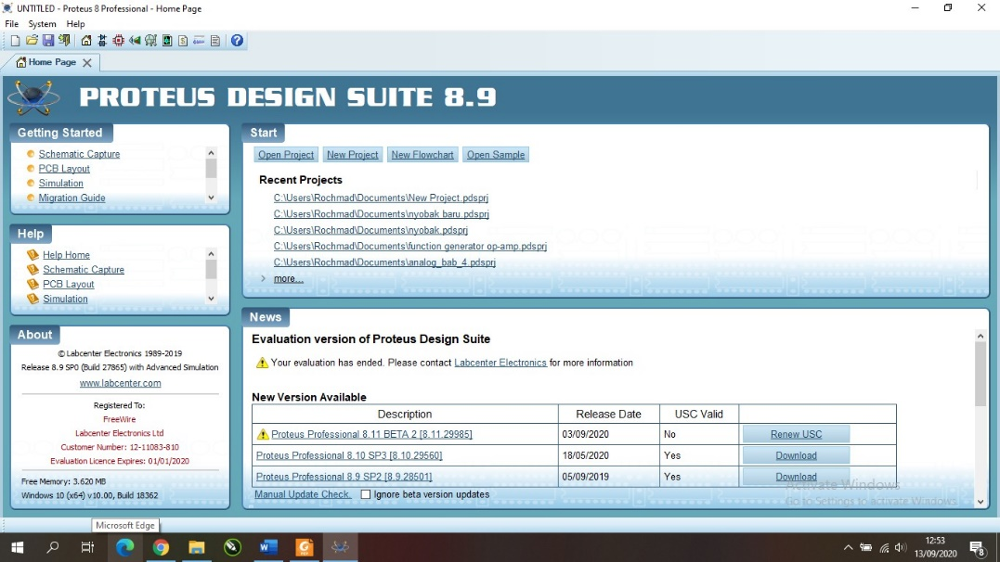 UNTITLED - Proteus 8 Professional - Home Page
File System Help
Home Page
PROTEUS DESIGN SUITE 8.9
Getting Started
Schematic Capture
PCB Layout
Simulation
Migration Guide
Help
Help Home
Schematic Capture
PCB Layout
Simulation
About
© Labcenter Electronics 1989-2019
Release 8.9 SP0 (Build 27865) with Advanced Simulation
www.labcenter.com
Registered To:
FreeWire
Labcenter Electronics Ltd
Customer Number: 12-11083-810
Evaluation Licence Expires: 01/01/2020
Free Memory: 3.620 MB
Windows 10 (x64) v10.00, Build 18362
Start
Open Project New Project New Flowchart Open Sample
Recent Projects
C:\Users\Rochmad\Documents\New Project.pdsprj
C:\Users\Rochmad\Documents\nyobak baru.pdsprj
C:\Users\Rochmad\Documents\nyobak.pdsprj
C:\Users\Rochmad\Documents\function generator op-amp.pdsprj
C:\Users\Rochmad\Documents\analog_bab_4.pdsprj
more...
News
Evaluation version of Proteus Design Suite
Your evaluation has ended. Please contact Labcenter Electronics for more information
New Version Available
Description Release Date USC Valid
Proteus Professional 8.11 BETA 2 [8.11.29985] 03/09/2020 No Renew USC
Proteus Professional 8.10 SP3 [8.10.29560] 18/05/2020 Yes Download
Proteus Professional 8.9 SP2 [8.9.28501] 05/09/2019 Yes Download
Manual Update Check. Ignore beta version updates
Activate Windows
Go to Settings to activate Windows.
Microsoft Edge
12:53
13/09/2020
8